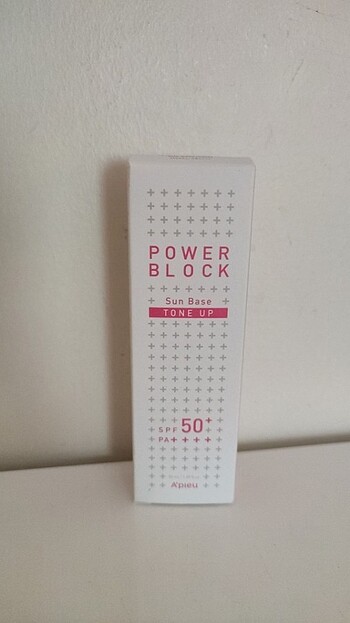 POWER
BLOCK
Sun Base
TONE UP
SPF 50+
PA++++
A'pieu